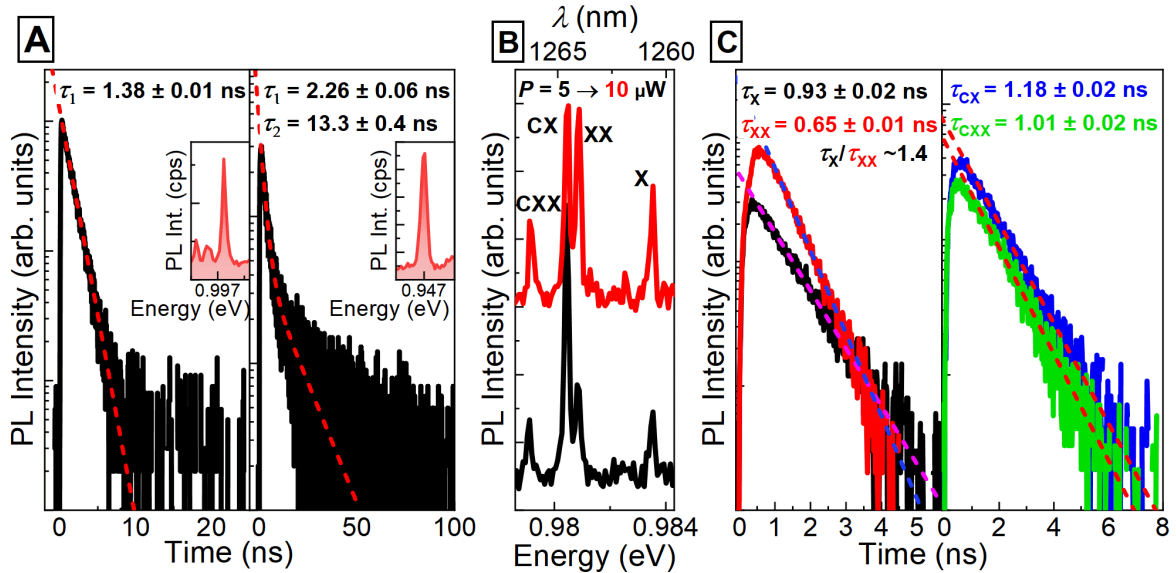 A
τ₁ = 1.38 ± 0.01 ns
τ₁ = 2.26 ± 0.06 ns
τ₂ = 13.3 ± 0.4 ns
PL Int. (cps)
0.997
Energy (eV)
PL Int. (cps)
0.947
Energy (eV)
PL Intensity (arb. units)
0 10 20
0 50 100
Time (ns)
B
λ (nm)
1265 1260
P = 5 → 10 µW
CX
XX
X
CXX
PL Intensity (arb. units)
0.98 0.984
Energy (eV)
C
τX = 0.93 ± 0.02 ns
τXX = 0.65 ± 0.01 ns
τX/τXX ~1.4
τCX = 1.18 ± 0.02 ns
τCXX = 1.01 ± 0.02 ns
PL Intensity (arb. units)
0 1 2 3 4 5
0 2 4 6 8
Time (ns)